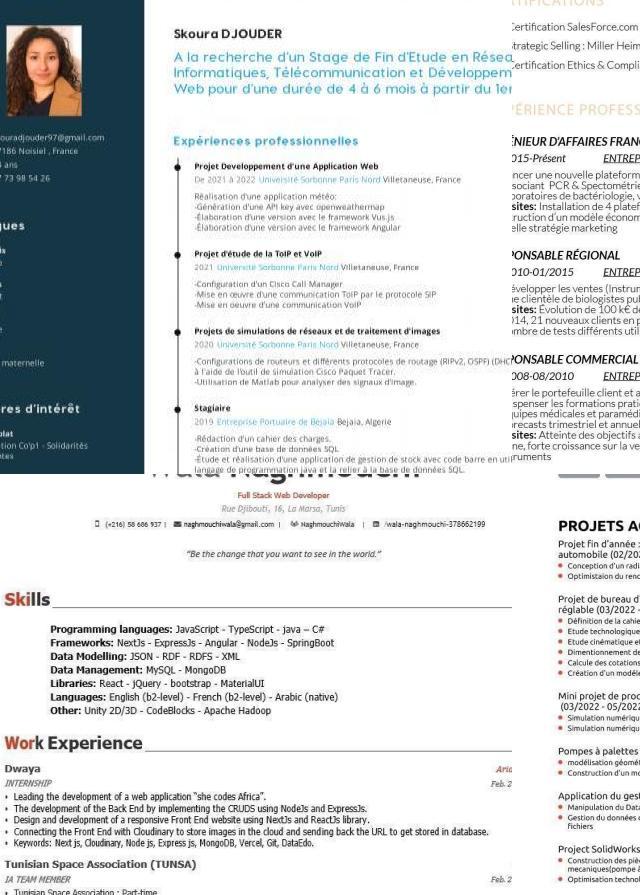 Skoura DJOUDER
A la recherche d'un Stage de Fin d'Etude en Résea
Informatiques, Télécommunication et Développem
Web pour d'une durée de 4 à 6 mois à partir du 1er
ouradjouder97@gmail.com
7186 Noisiel , France
4 ans
7 73 98 54 26
gues
maternelle
res d'intérêt
olat
tion Co'p1 - Solidarités
ntes
Expériences professionnelles
Projet Developpement d'une Application Web
De 2021 à 2022 Université Sorbonne Paris Nord Villetaneuse, France
Réalisation d'une application météo:
-Génération d'une API key avec openweathermap
-Élaboration d'une version avec le framework Vus.js
-Élaboration d'une version avec le framework Angular
Projet d'étude de la ToIP et VoIP
2021 Université Sorbonne Paris Nord Villetaneuse, France
-Configuration d'un Cisco Call Manager
-Mise en œuvre d'une communication ToIP par le protocole SIP
-Mise en oeuvre d'une communication VoIP
Projets de simulations de réseaux et de traitement d'images
2020 Université Sorbonne Paris Nord Villetaneuse, France
-Configurations de routeurs et différents protocoles de routage (RIPv2, OSPF) (DHC
à l'aide de l'outil de simulation Cisco Paquet Tracer.
-Utilisation de Matlab pour analyser des signaux d'image.
Stagiaire
2019 Entreprise Portuaire de Bejaia Bejaia, Algerie
-Rédaction d'un cahier des charges.
-Création d'une base de données SQL
-Étude et réalisation d'une application de gestion de stock avec code barre en uti
langage de programmation java et la relier à la base de données SQL.
TIFICATIONS
Certification SalesForce.com
Strategic Selling : Miller Heim
Certification Ethics & Compli
PÉRIENCE PROFESS
ÉNIEUR D'AFFAIRES FRANC
2015-Présent ENTREP
ncer une nouvelle plateform
sociant PCR & Spectométrie
boratoires de bactériologie, v
sites: Installation de 4 platef
ruction d'un modèle économ
elle stratégie marketing
PONSABLE RÉGIONAL
2010-01/2015 ENTREP
évelopper les ventes (Instrum
ne clientèle de biologistes pub
sites: Evolution de 100 k€ de
014, 21 nouveaux clients en p
ombre de tests différents utili
PONSABLE COMMERCIAL
008-08/2010 ENTREP
érer le portefeuille client et a
spenser les formations prati
quipes médicales et paramédi
orecasts trimestriel et annuel
sites: Atteinte des objectifs a
ne, forte croissance sur la ve
ruments
Wala Naghmouchi
Full Stack Web Developer
Rue Djibouti, 16, La Marsa, Tunis
(+216) 58 686 937 | naghmouchiwala@gmail.com | NaghmouchiWala | /wala-naghmouchi-378662199
"Be the change that you want to see in the world."
Skills
Programming languages: JavaScript - TypeScript - java – C#
Frameworks: NextJs - ExpressJs - Angular - NodeJs - SpringBoot
Data Modelling: JSON - RDF - RDFS - XML
Data Management: MySQL - MongoDB
Libraries: React - jQuery - bootstrap - MaterialUI
Languages: English (b2-level) - French (b2-level) - Arabic (native)
Other: Unity 2D/3D - CodeBlocks - Apache Hadoop
Work Experience
Dwaya Aria
INTERNSHIP Feb. 2
Leading the development of a web application "she codes Africa".
The development of the Back End by implementing the CRUDS using NodeJs and ExpressJs.
Design and development of a responsive Front End website using NextJs and ReactJs library.
Connecting the Front End with Cloudinary to store images in the cloud and sending back the URL to get stored in database.
Keywords: Next js, Cloudinary, Node js, Express js, MongoDB, Vercel, Git, DataEdo.
Tunisian Space Association (TUNSA)
IA TEAM MEMBER Feb. 2
Tunisian Space Association : Part-time
PROJETS AC
Projet fin d'année :
automobile (02/202
Conception d'un radi
Optimistaion du renc
Projet de bureau d'
réglable (03/2022 -
Définition de la cahie
Etude technologique
Etude cinématique et
Dimentionnement de
Calcule des cotations
Création d'un modèle
Mini projet de proc
(03/2022 - 05/2022
Simulation numériqu
Simulation numériqu
Pompes à palettes
modélisation géomét
Construction d'un mo
Application du gest
Manipulation du Data
Gestion du données d
fichiers
Project SolidWorks
Construction des piè
mecaniques(pompe à
Optimisation technol